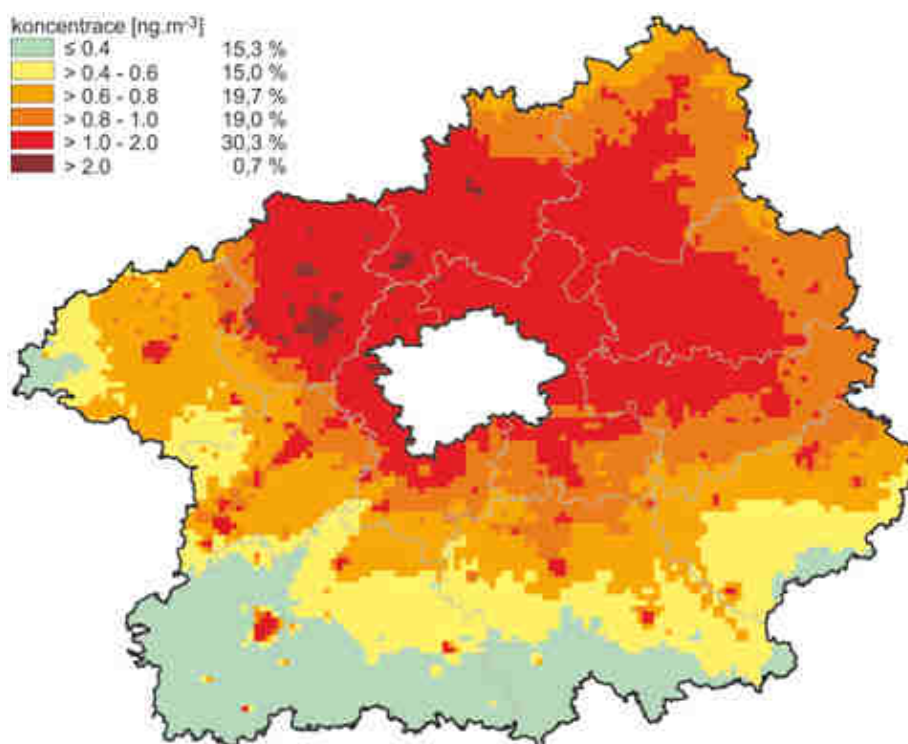 koncentrace [ng.m-3]
≤ 0.4 15,3 %
> 0.4 - 0.6 15,0 %
> 0.6 - 0.8 19,7 %
> 0.8 - 1.0 19,0 %
> 1.0 - 2.0 30,3 %
> 2.0 0,7 %